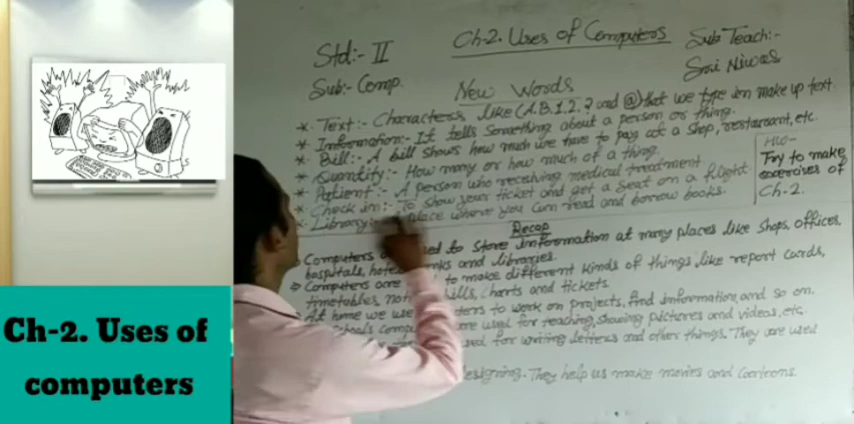 Ch-2. Uses of
computers
Std:- II
Ch-2. Uses of Computers
Sub Teach:-
Sub:- Comp.
New Words
Sri Niwas
* Text:- Characters like (A.B.1.2.? and @) that we type in make up text.
* Information:- It tells something about a person or thing.
* Bill:- A bill shows how much we have to pay at a shop, restaurant, etc.
* Quantity:- How many or how much of a thing.
* Patient:- A person who receiving medical treatment
* Check in:- To show your ticket and get a seat on a flight
* Library:- place where you can read and borrow books.
H.W-
Try to make
exercises of
Ch-2.
Recap
Computers used to store information at many places like shops, offices,
hospitals, and libraries.
Computers are to make different kinds of things like report cards,
timetables, bills, charts and tickets
At home we use to work on projects, find information and so on.
are used for teaching, showing pictures and videos, etc.
for writing letters and other things. They are used
designing. They help us make movies and cartoons.